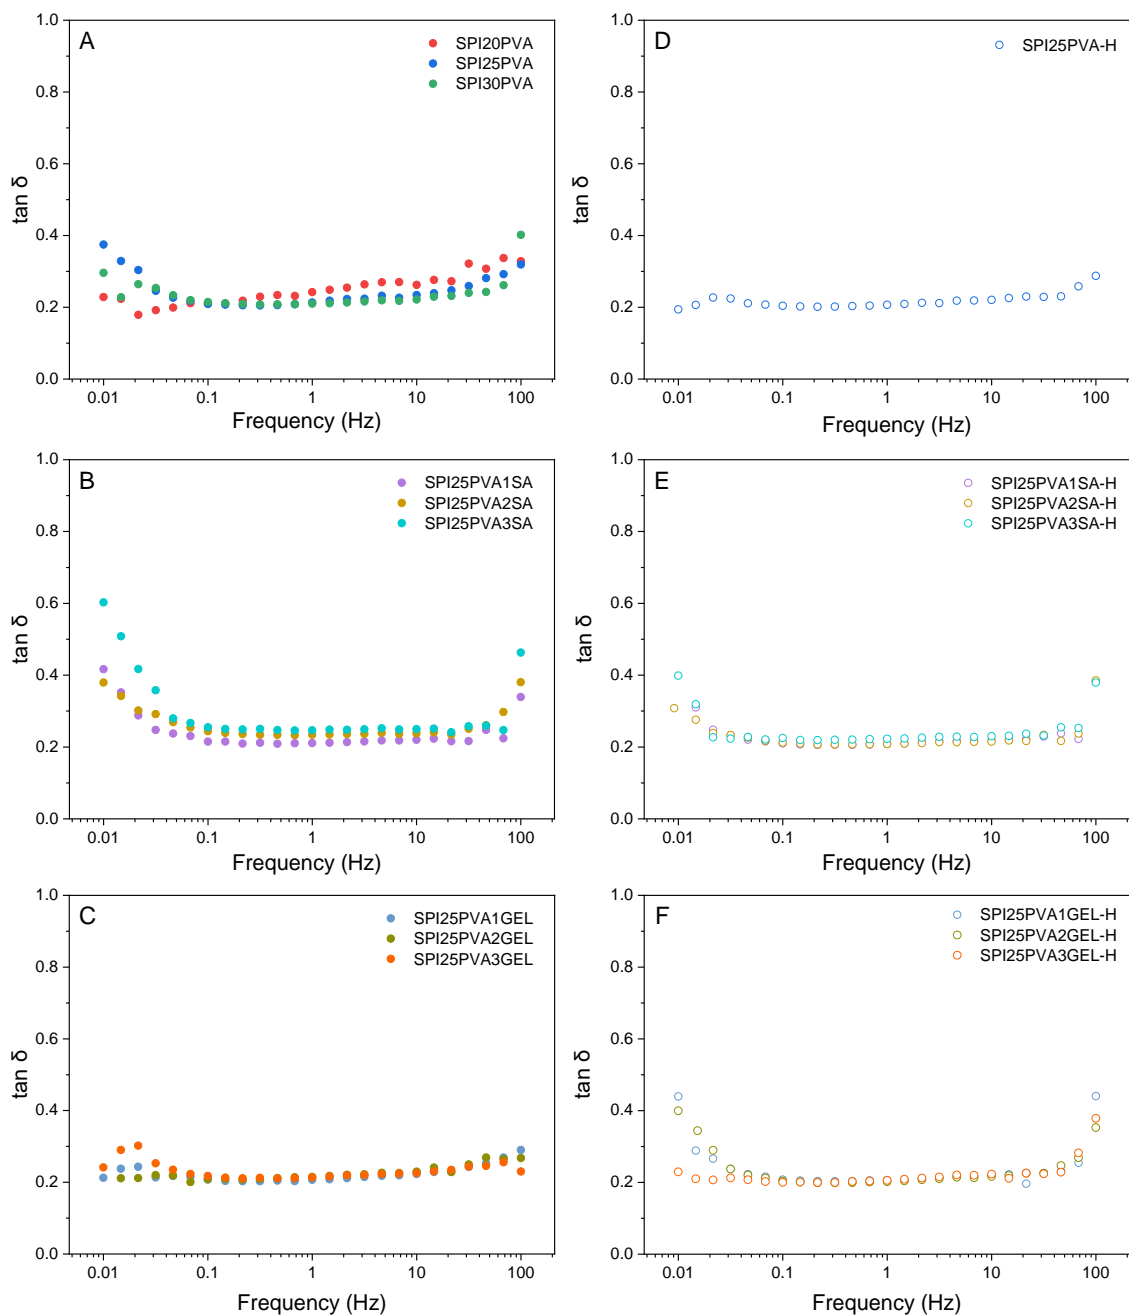 A
SPI20PVA
SPI25PVA
SPI30PVA
1.0
0.8
0.6
0.4
0.2
0.0
tan δ
0.01
0.1
1
10
100
Frequency (Hz)
D
SPI25PVA-H
1.0
0.8
0.6
0.4
0.2
0.0
tan δ
0.01
0.1
1
10
100
Frequency (Hz)
B
SPI25PVA1SA
SPI25PVA2SA
SPI25PVA3SA
1.0
0.8
0.6
0.4
0.2
0.0
tan δ
0.01
0.1
1
10
100
Frequency (Hz)
E
SPI25PVA1SA-H
SPI25PVA2SA-H
SPI25PVA3SA-H
1.0
0.8
0.6
0.4
0.2
0.0
tan δ
0.01
0.1
1
10
100
Frequency (Hz)
C
SPI25PVA1GEL
SPI25PVA2GEL
SPI25PVA3GEL
1.0
0.8
0.6
0.4
0.2
0.0
tan δ
0.01
0.1
1
10
100
Frequency (Hz)
F
SPI25PVA1GEL-H
SPI25PVA2GEL-H
SPI25PVA3GEL-H
1.0
0.8
0.6
0.4
0.2
0.0
tan δ
0.01
0.1
1
10
100
Frequency (Hz)